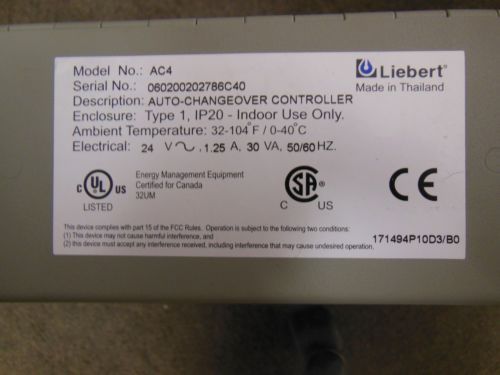 Model No.: AC4
Serial No.: 060200202786C40
Liebert®
Made in Thailand
Description: AUTO-CHANGEOVER CONTROLLER
Enclosure: Type 1, IP20 - Indoor Use Only.
Ambient Temperature: 32-104°F / 0-40°C
Electrical: 24 V~, 1.25 A, 30 VA, 50/60 HZ.
C UL US
LISTED
Energy Management Equipment
Certified for Canada
32UM
SA
C US
CE
This device complies with part 15 of the FCC Rules. Operation is subject to the following two conditions:
(1) This device may not cause harmful interference, and
(2) this device must accept any interference received, including interference that may cause undesired operation.
171494P10D3/B0